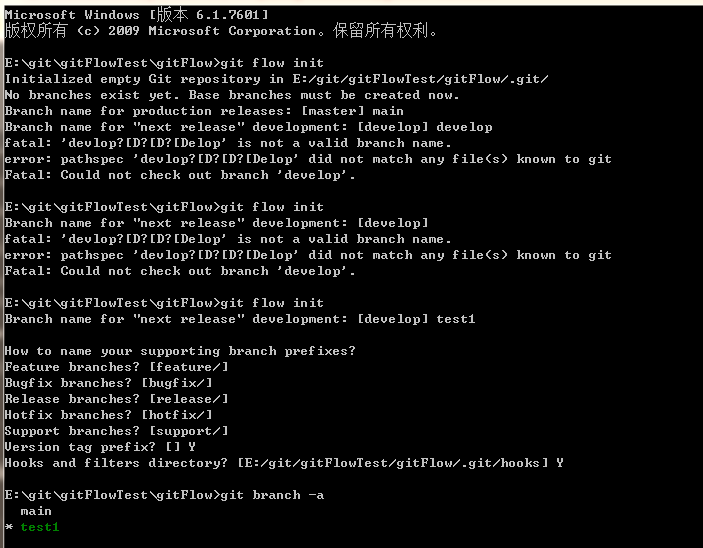 Microsoft Windows [版本 6.1.7601]
版权所有 (c) 2009 Microsoft Corporation。保留所有权利。
E:\git\gitFlowTest\gitFlow>git flow init
Initialized empty Git repository in E:/git/gitFlowTest/gitFlow/.git/
No branches exist yet. Base branches must be created now.
Branch name for production releases: [master] main
Branch name for "next release" development: [develop] develop
fatal: 'devlop?[D?[D?[Delop' is not a valid branch name.
error: pathspec 'devlop?[D?[D?[Delop' did not match any file(s) known to git
Fatal: Could not check out branch 'develop'.
E:\git\gitFlowTest\gitFlow>git flow init
Branch name for "next release" development: [develop]
fatal: 'devlop?[D?[D?[Delop' is not a valid branch name.
error: pathspec 'devlop?[D?[D?[Delop' did not match any file(s) known to git
Fatal: Could not check out branch 'develop'.
E:\git\gitFlowTest\gitFlow>git flow init
Branch name for "next release" development: [develop] test1
How to name your supporting branch prefixes?
Feature branches? [feature/]
Bugfix branches? [bugfix/]
Release branches? [release/]
Hotfix branches? [hotfix/]
Support branches? [support/]
Version tag prefix? [] Y
Hooks and filters directory? [E:/git/gitFlowTest/gitFlow/.git/hooks] Y
E:\git\gitFlowTest\gitFlow>git branch -a
main
* test1